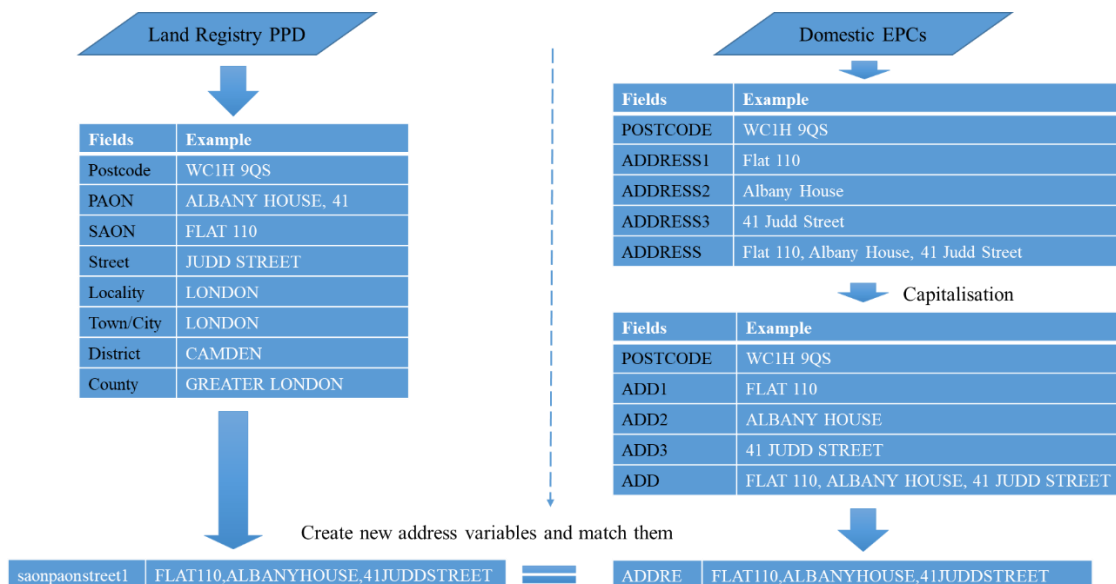 Land Registry PPD
Fields Example
Postcode WC1H 9QS
PAON ALBANY HOUSE, 41
SAON FLAT 110
Street JUDD STREET
Locality LONDON
Town/City LONDON
District CAMDEN
County GREATER LONDON
Domestic EPCs
Fields Example
POSTCODE WC1H 9QS
ADDRESS1 Flat 110
ADDRESS2 Albany House
ADDRESS3 41 Judd Street
ADDRESS Flat 110, Albany House, 41 Judd Street
Capitalisation
Fields Example
POSTCODE WC1H 9QS
ADD1 FLAT 110
ADD2 ALBANY HOUSE
ADD3 41 JUDD STREET
ADD FLAT 110, ALBANY HOUSE, 41 JUDD STREET
Create new address variables and match them
saonpaonstreet1 FLAT110,ALBANYHOUSE,41JUDDSTREET
ADDRE FLAT110,ALBANYHOUSE,41JUDDSTREET